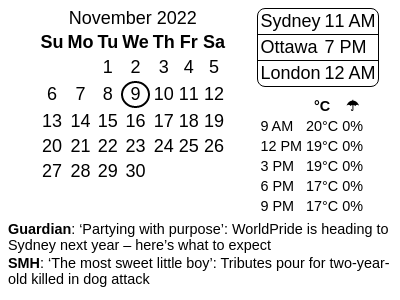 November 2022
Su Mo Tu We Th Fr Sa
1 2 3 4 5
6 7 8 9 10 11 12
13 14 15 16 17 18 19
20 21 22 23 24 25 26
27 28 29 30
Sydney 11 AM
Ottawa 7 PM
London 12 AM
°C ☂
9 AM 20°C 0%
12 PM 19°C 0%
3 PM 19°C 0%
6 PM 17°C 0%
9 PM 17°C 0%
Guardian: ‘Partying with purpose’: WorldPride is heading to
Sydney next year – here’s what to expect
SMH: ‘The most sweet little boy’: Tributes pour for two-year-
old killed in dog attack